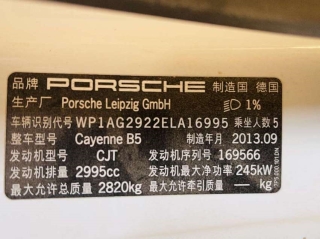 品牌 PORSCHE 制造国 德国
生产厂 Porsche Leipzig GmbH 1%
车辆识别代号 WP1AG2922ELA16995 乘坐人数 5
整车型号 Cayenne B5 制造年月 2013.09
发动机型号 CJT 发动机序号 169566
发动机排量 2995cc 发动机最大净功率 245kW
最大允许总质量 2820kg 最大允许牵引质量 — kg